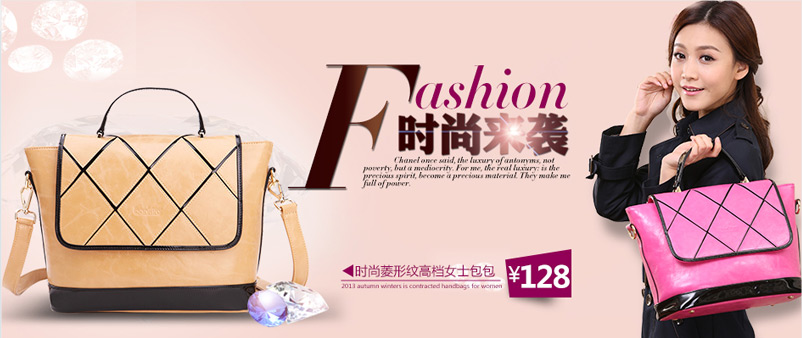 Fashion
时尚来袭
Chanel once said, the luxury of antonyms, not
poverty, but a mediocrity. For me, the real luxury: is the
precious spirit, become a precious material. They make me
full of power.
时尚菱形纹高档女士包包
¥128
2013 autumn winters is contracted handbags for women